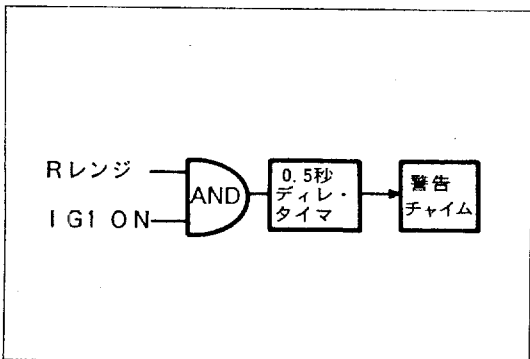 Rレンジ
IG1 ON
AND
0.5秒
ディレ・
タイマ
警告
チャイム